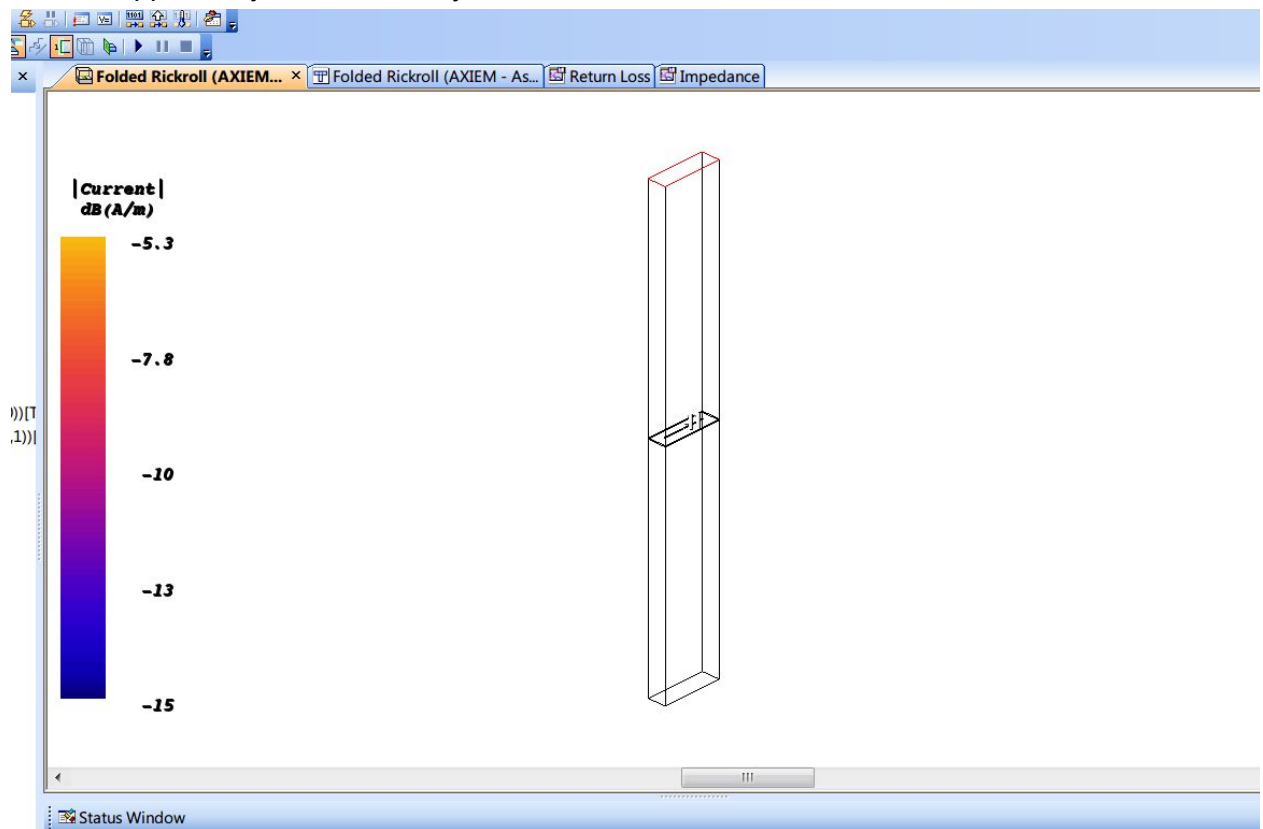 Folded Rickroll (AXIEM... × Folded Rickroll (AXIEM - As... Return Loss Impedance
|Current|
dB(A/m)
-5.3
-7.8
-10
-13
-15
))[T
,1))[
Status Window